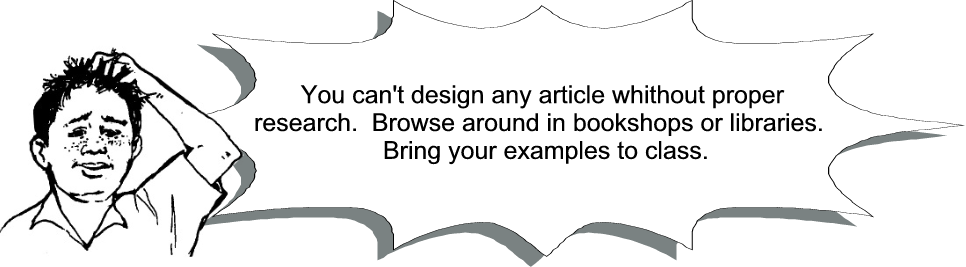 You can't design any article whithout proper
research.  Browse around in bookshops or libraries.
Bring your examples to class.